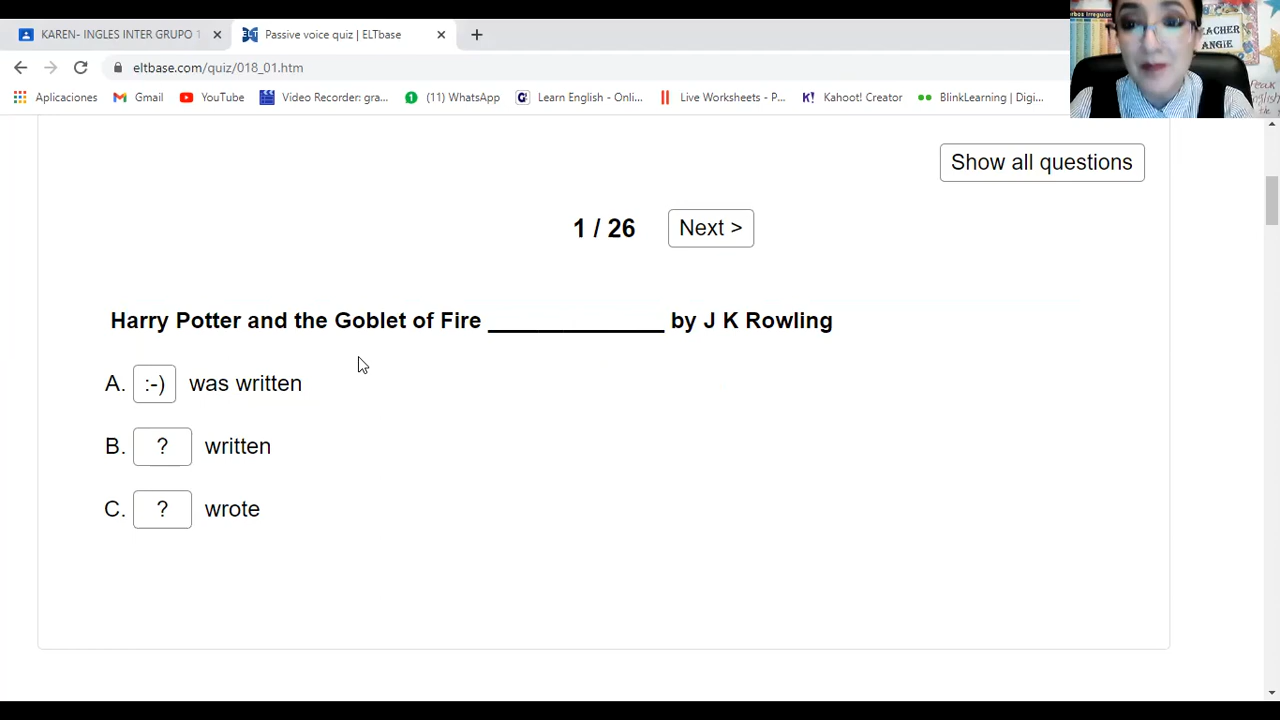 KAREN- INGLES INTER GRUPO 1
Passive voice quiz | ELTbase
eltbase.com/quiz/018_01.htm
Aplicaciones
Gmail
YouTube
Video Recorder: gra...
(11) WhatsApp
Learn English - Onli...
Live Worksheets - P...
Kahoot! Creator
BlinkLearning | Digi...
EACHER
ANGiE
Show all questions
1 / 26
Next >
Harry Potter and the Goblet of Fire ______________ by J K Rowling
A. :-) was written
B. ? written
C. ? wrote